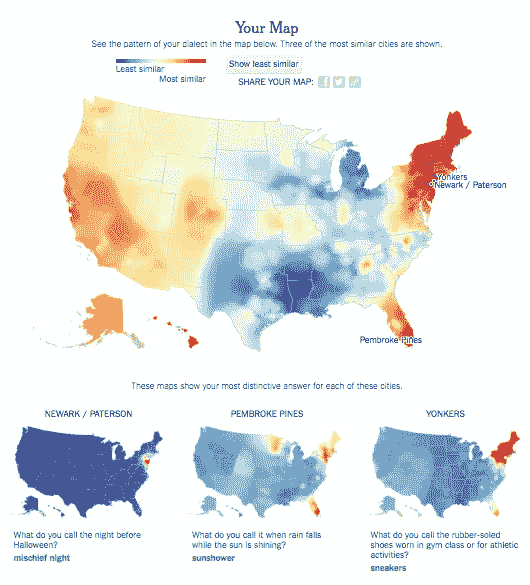 Your Map
See the pattern of your dialect in the map below. Three of the most similar cities are shown.
Least similar
Most similar
Show least similar
SHARE YOUR MAP:
Yonkers
Newark / Paterson
Pembroke Pines
These maps show your most distinctive answer for each of these cities.
NEWARK / PATERSON
PEMBROKE PINES
YONKERS
What do you call the night before
Halloween?
mischief night
What do you call it when rain falls
while the sun is shining?
sunshower
What do you call the rubber-soled
shoes worn in gym class or for athletic
activities?
sneakers